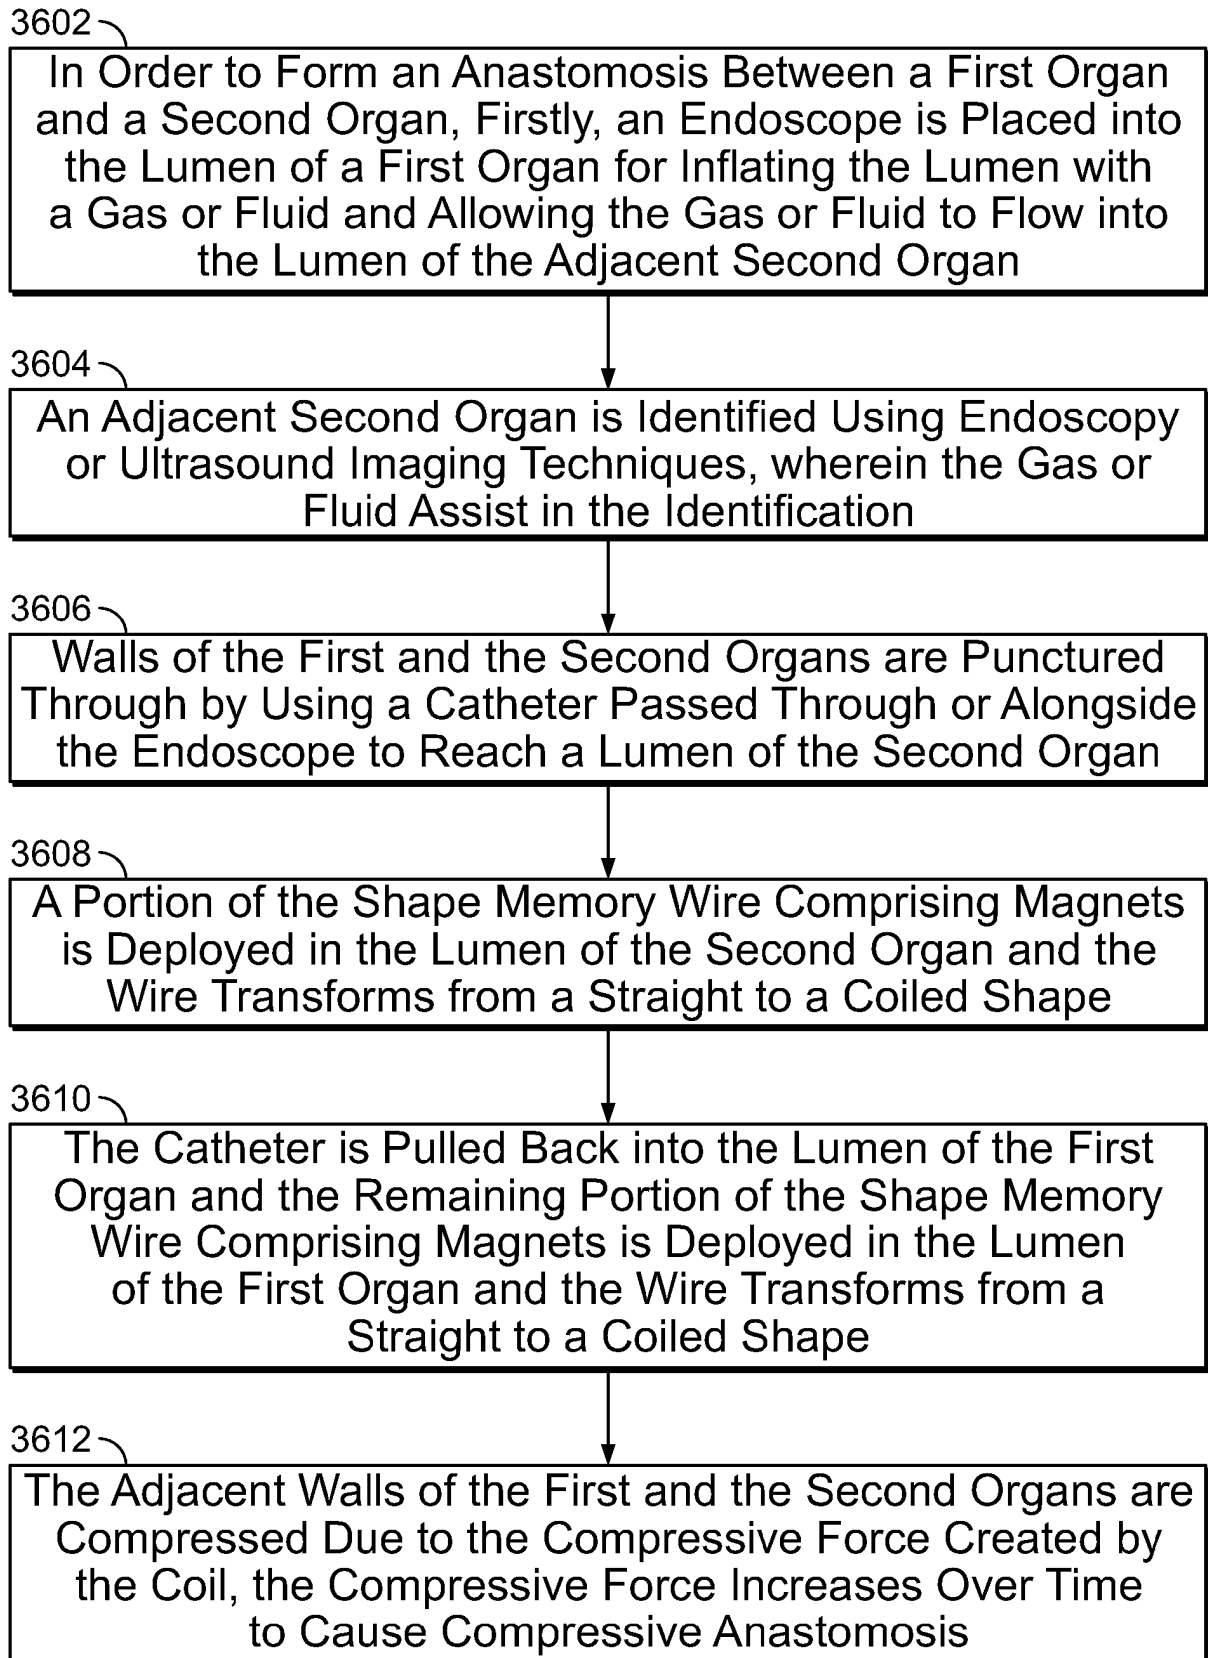 3602
In Order to Form an Anastomosis Between a First Organ
and a Second Organ, Firstly, an Endoscope is Placed into
the Lumen of a First Organ for Inflating the Lumen with
a Gas or Fluid and Allowing the Gas or Fluid to Flow into
the Lumen of the Adjacent Second Organ
3604
An Adjacent Second Organ is Identified Using Endoscopy
or Ultrasound Imaging Techniques, wherein the Gas or
Fluid Assist in the Identification
3606
Walls of the First and the Second Organs are Punctured
Through by Using a Catheter Passed Through or Alongside
the Endoscope to Reach a Lumen of the Second Organ
3608
A Portion of the Shape Memory Wire Comprising Magnets
is Deployed in the Lumen of the Second Organ and the
Wire Transforms from a Straight to a Coiled Shape
3610
The Catheter is Pulled Back into the Lumen of the First
Organ and the Remaining Portion of the Shape Memory
Wire Comprising Magnets is Deployed in the Lumen
of the First Organ and the Wire Transforms from a
Straight to a Coiled Shape
3612
The Adjacent Walls of the First and the Second Organs are
Compressed Due to the Compressive Force Created by
the Coil, the Compressive Force Increases Over Time
to Cause Compressive Anastomosis